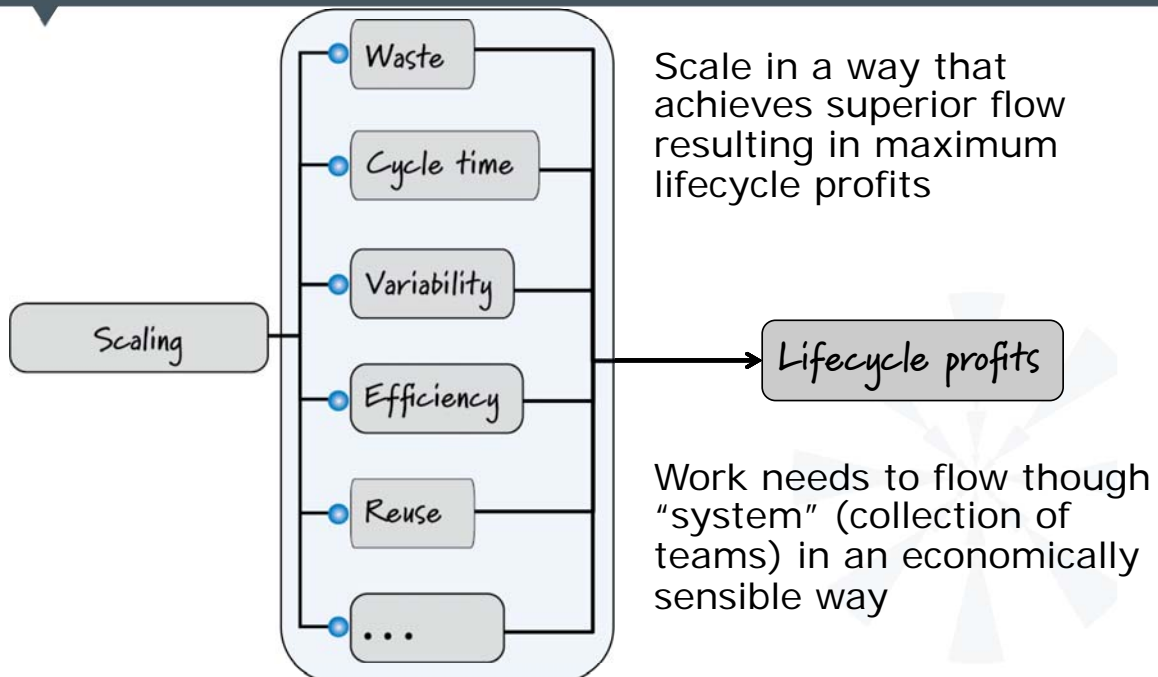 Waste
Cycle time
Variability
Scaling
Efficiency
Reuse
...
Scale in a way that
achieves superior flow
resulting in maximum
lifecycle profits
Lifecycle profits
Work needs to flow though
“system” (collection of
teams) in an economically
sensible way